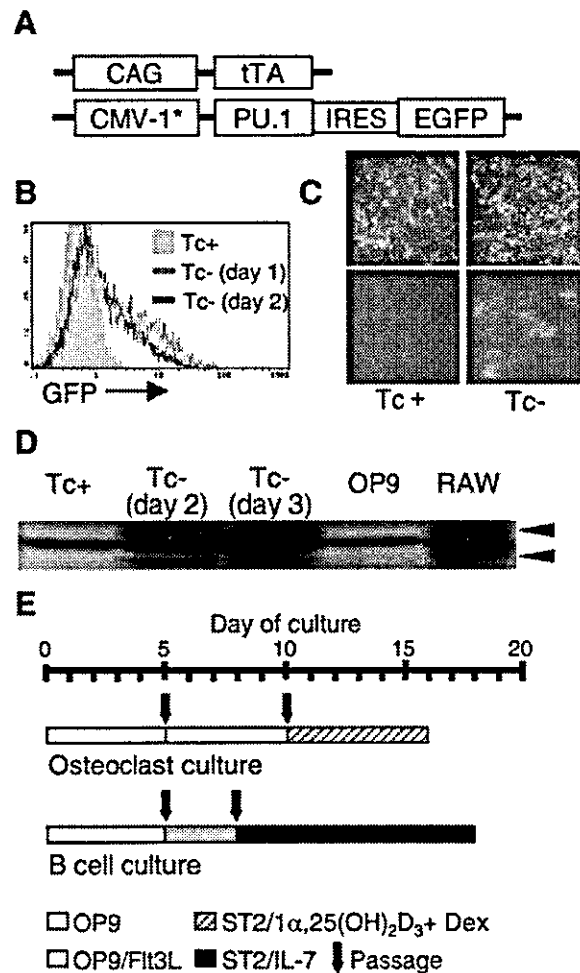 A
CAG tTA
CMV-1* PU.1 IRES EGFP
B
Tc+
Tc- (day 1)
Tc- (day 2)
GFP
C
Tc+ Tc-
D
Tc+ Tc- (day 2) Tc- (day 3) OP9 RAW
E
Day of culture
0 5 10 15 20
Osteoclast culture
B cell culture
OP9 ST2/1α,25(OH)₂D₃+ Dex
OP9/Flt3L ST2/IL-7 Passage